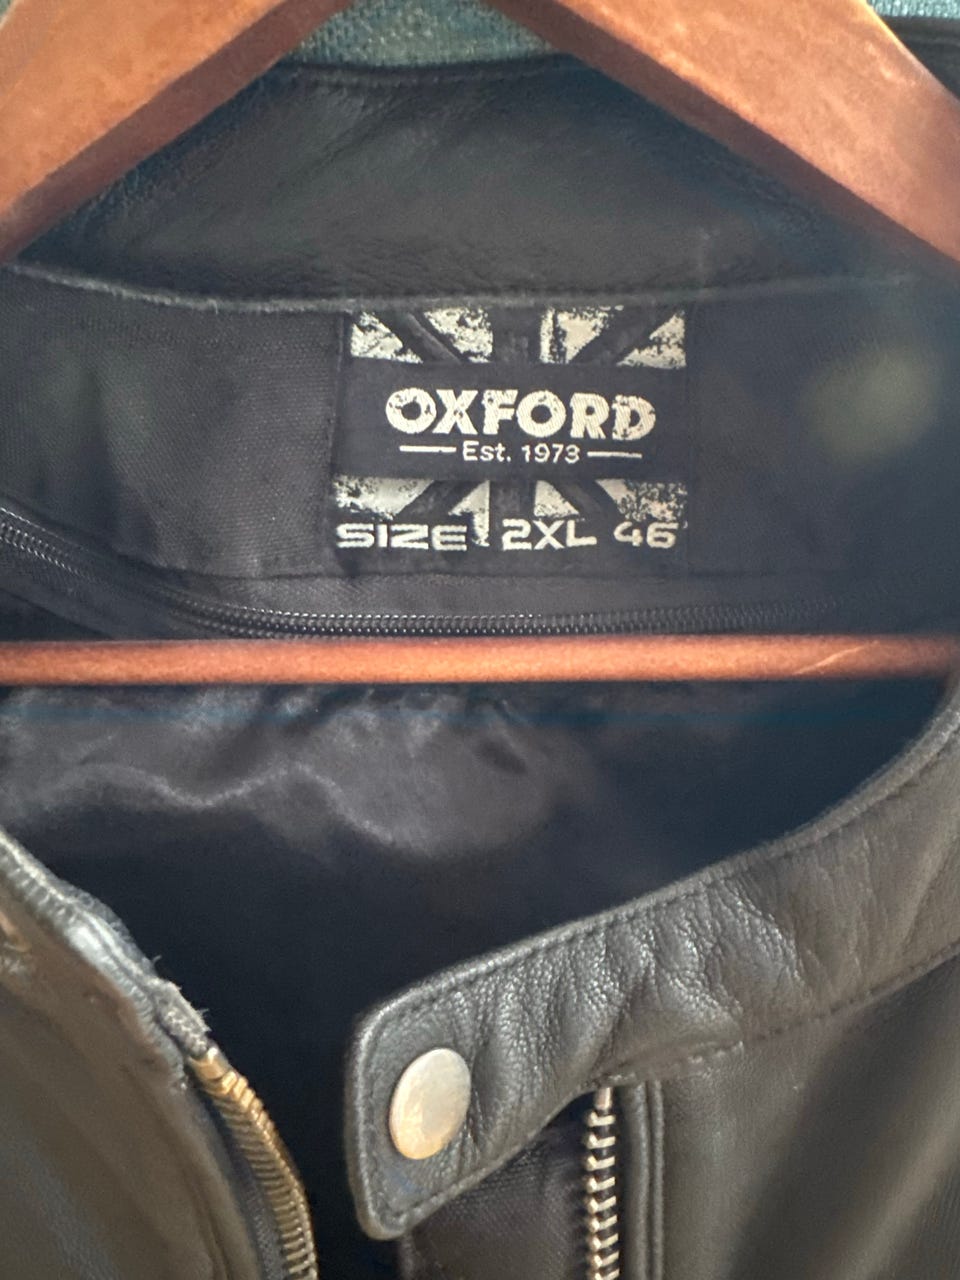 OXFORD
Est. 1973
SIZE 2XL 46